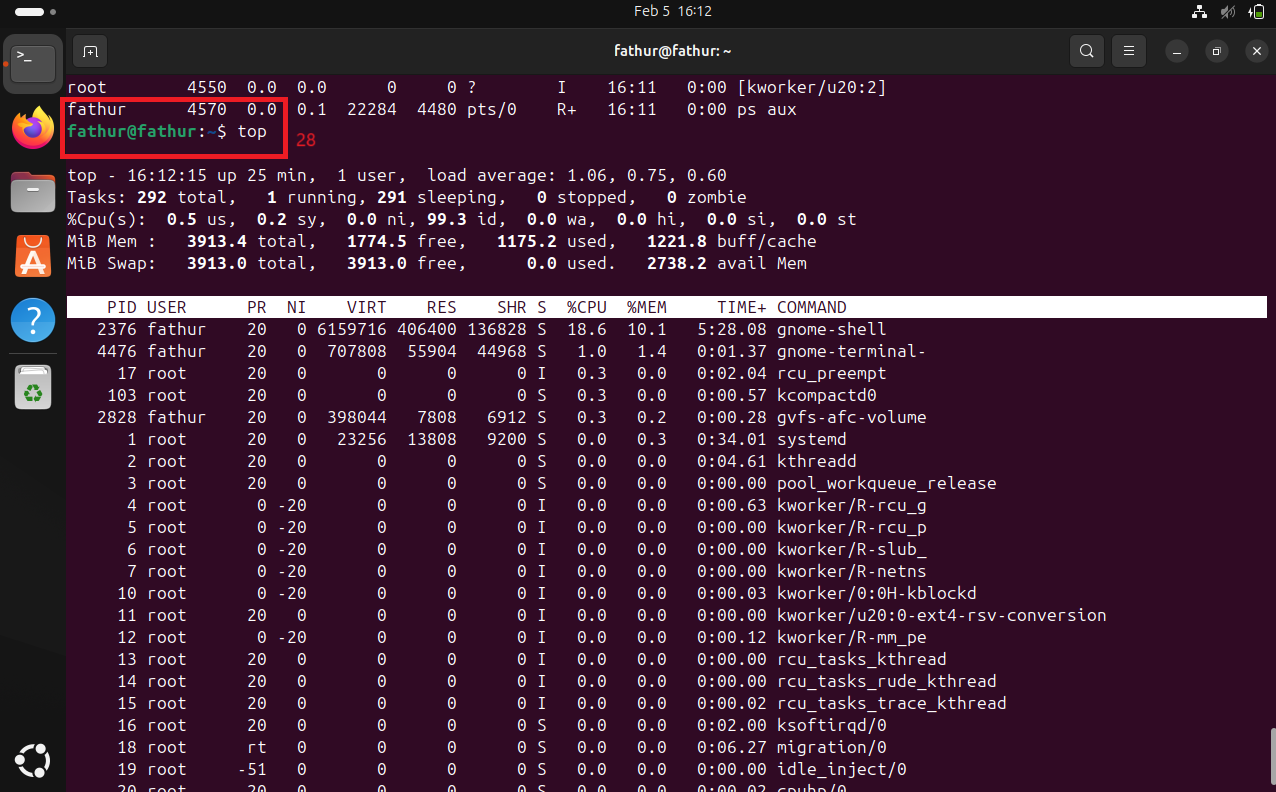 Feb 5 16:12
fathur@fathur: ~
root 4550 0.0 0.0 0 0 ? I 16:11 0:00 [kworker/u20:2]
fathur 4570 0.0 0.1 22284 4480 pts/0 R+ 16:11 0:00 ps aux
fathur@fathur:~$ top
28
top - 16:12:15 up 25 min, 1 user, load average: 1.06, 0.75, 0.60
Tasks: 292 total, 1 running, 291 sleeping, 0 stopped, 0 zombie
%Cpu(s): 0.5 us, 0.2 sy, 0.0 ni, 99.3 id, 0.0 wa, 0.0 hi, 0.0 si, 0.0 st
MiB Mem : 3913.4 total, 1774.5 free, 1175.2 used, 1221.8 buff/cache
MiB Swap: 3913.0 total, 3913.0 free, 0.0 used. 2738.2 avail Mem
PID USER PR NI VIRT RES SHR S %CPU %MEM TIME+ COMMAND
2376 fathur 20 0 6159716 406400 136828 S 18.6 10.1 5:28.08 gnome-shell
4476 fathur 20 0 707808 55904 44968 S 1.0 1.4 0:01.37 gnome-terminal-
17 root 20 0 0 0 0 I 0.3 0.0 0:02.04 rcu_preempt
103 root 20 0 0 0 0 S 0.3 0.0 0:00.57 kcompactd0
2828 fathur 20 0 398044 7808 6912 S 0.3 0.2 0:00.28 gvfs-afc-volume
1 root 20 0 23256 13808 9200 S 0.0 0.3 0:34.01 systemd
2 root 20 0 0 0 0 S 0.0 0.0 0:04.61 kthreadd
3 root 20 0 0 0 0 S 0.0 0.0 0:00.00 pool_workqueue_release
4 root 0 -20 0 0 0 I 0.0 0.0 0:00.63 kworker/R-rcu_g
5 root 0 -20 0 0 0 I 0.0 0.0 0:00.00 kworker/R-rcu_p
6 root 0 -20 0 0 0 I 0.0 0.0 0:00.00 kworker/R-slub_
7 root 0 -20 0 0 0 I 0.0 0.0 0:00.00 kworker/R-netns
10 root 0 -20 0 0 0 I 0.0 0.0 0:00.03 kworker/0:0H-kblockd
11 root 20 0 0 0 0 I 0.0 0.0 0:00.00 kworker/u20:0-ext4-rsv-conversion
12 root 0 -20 0 0 0 I 0.0 0.0 0:00.12 kworker/R-mm_pe
13 root 20 0 0 0 0 I 0.0 0.0 0:00.00 rcu_tasks_kthread
14 root 20 0 0 0 0 I 0.0 0.0 0:00.00 rcu_tasks_rude_kthread
15 root 20 0 0 0 0 I 0.0 0.0 0:00.02 rcu_tasks_trace_kthread
16 root 20 0 0 0 0 S 0.0 0.0 0:02.00 ksoftirqd/0
18 root rt 0 0 0 0 S 0.0 0.0 0:06.27 migration/0
19 root -51 0 0 0 0 S 0.0 0.0 0:00.00 idle_inject/0
20 root 20 0 0 0 0 S 0.0 0.0 0:00.02 cpuhp/0